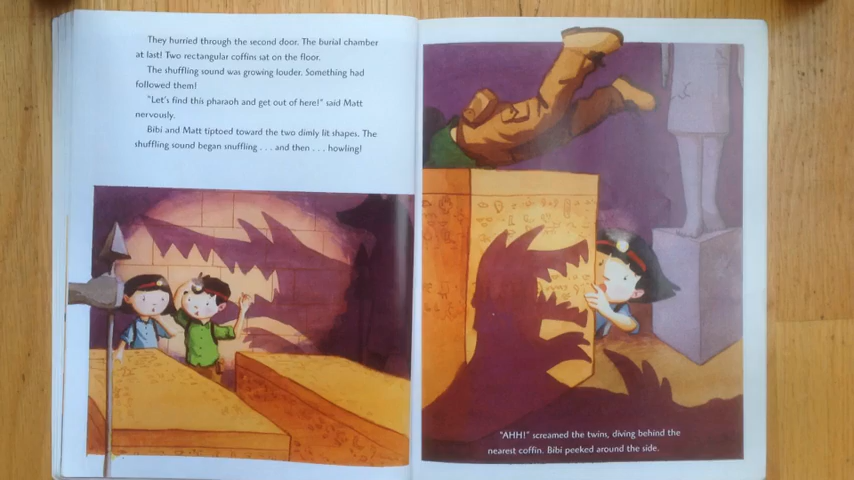 They hurried through the second door. The burial chamber
at last! Two rectangular coffins sat on the floor.
The shuffling sound was growing louder. Something had
followed them!
"Let's find this pharaoh and get out of here!" said Matt
nervously.
Bibi and Matt tiptoed toward the two dimly lit shapes. The
shuffling sound began snuffling . . . and then . . . howling!
"AHH!" screamed the twins, diving behind the
nearest coffin. Bibi peeked around the side.